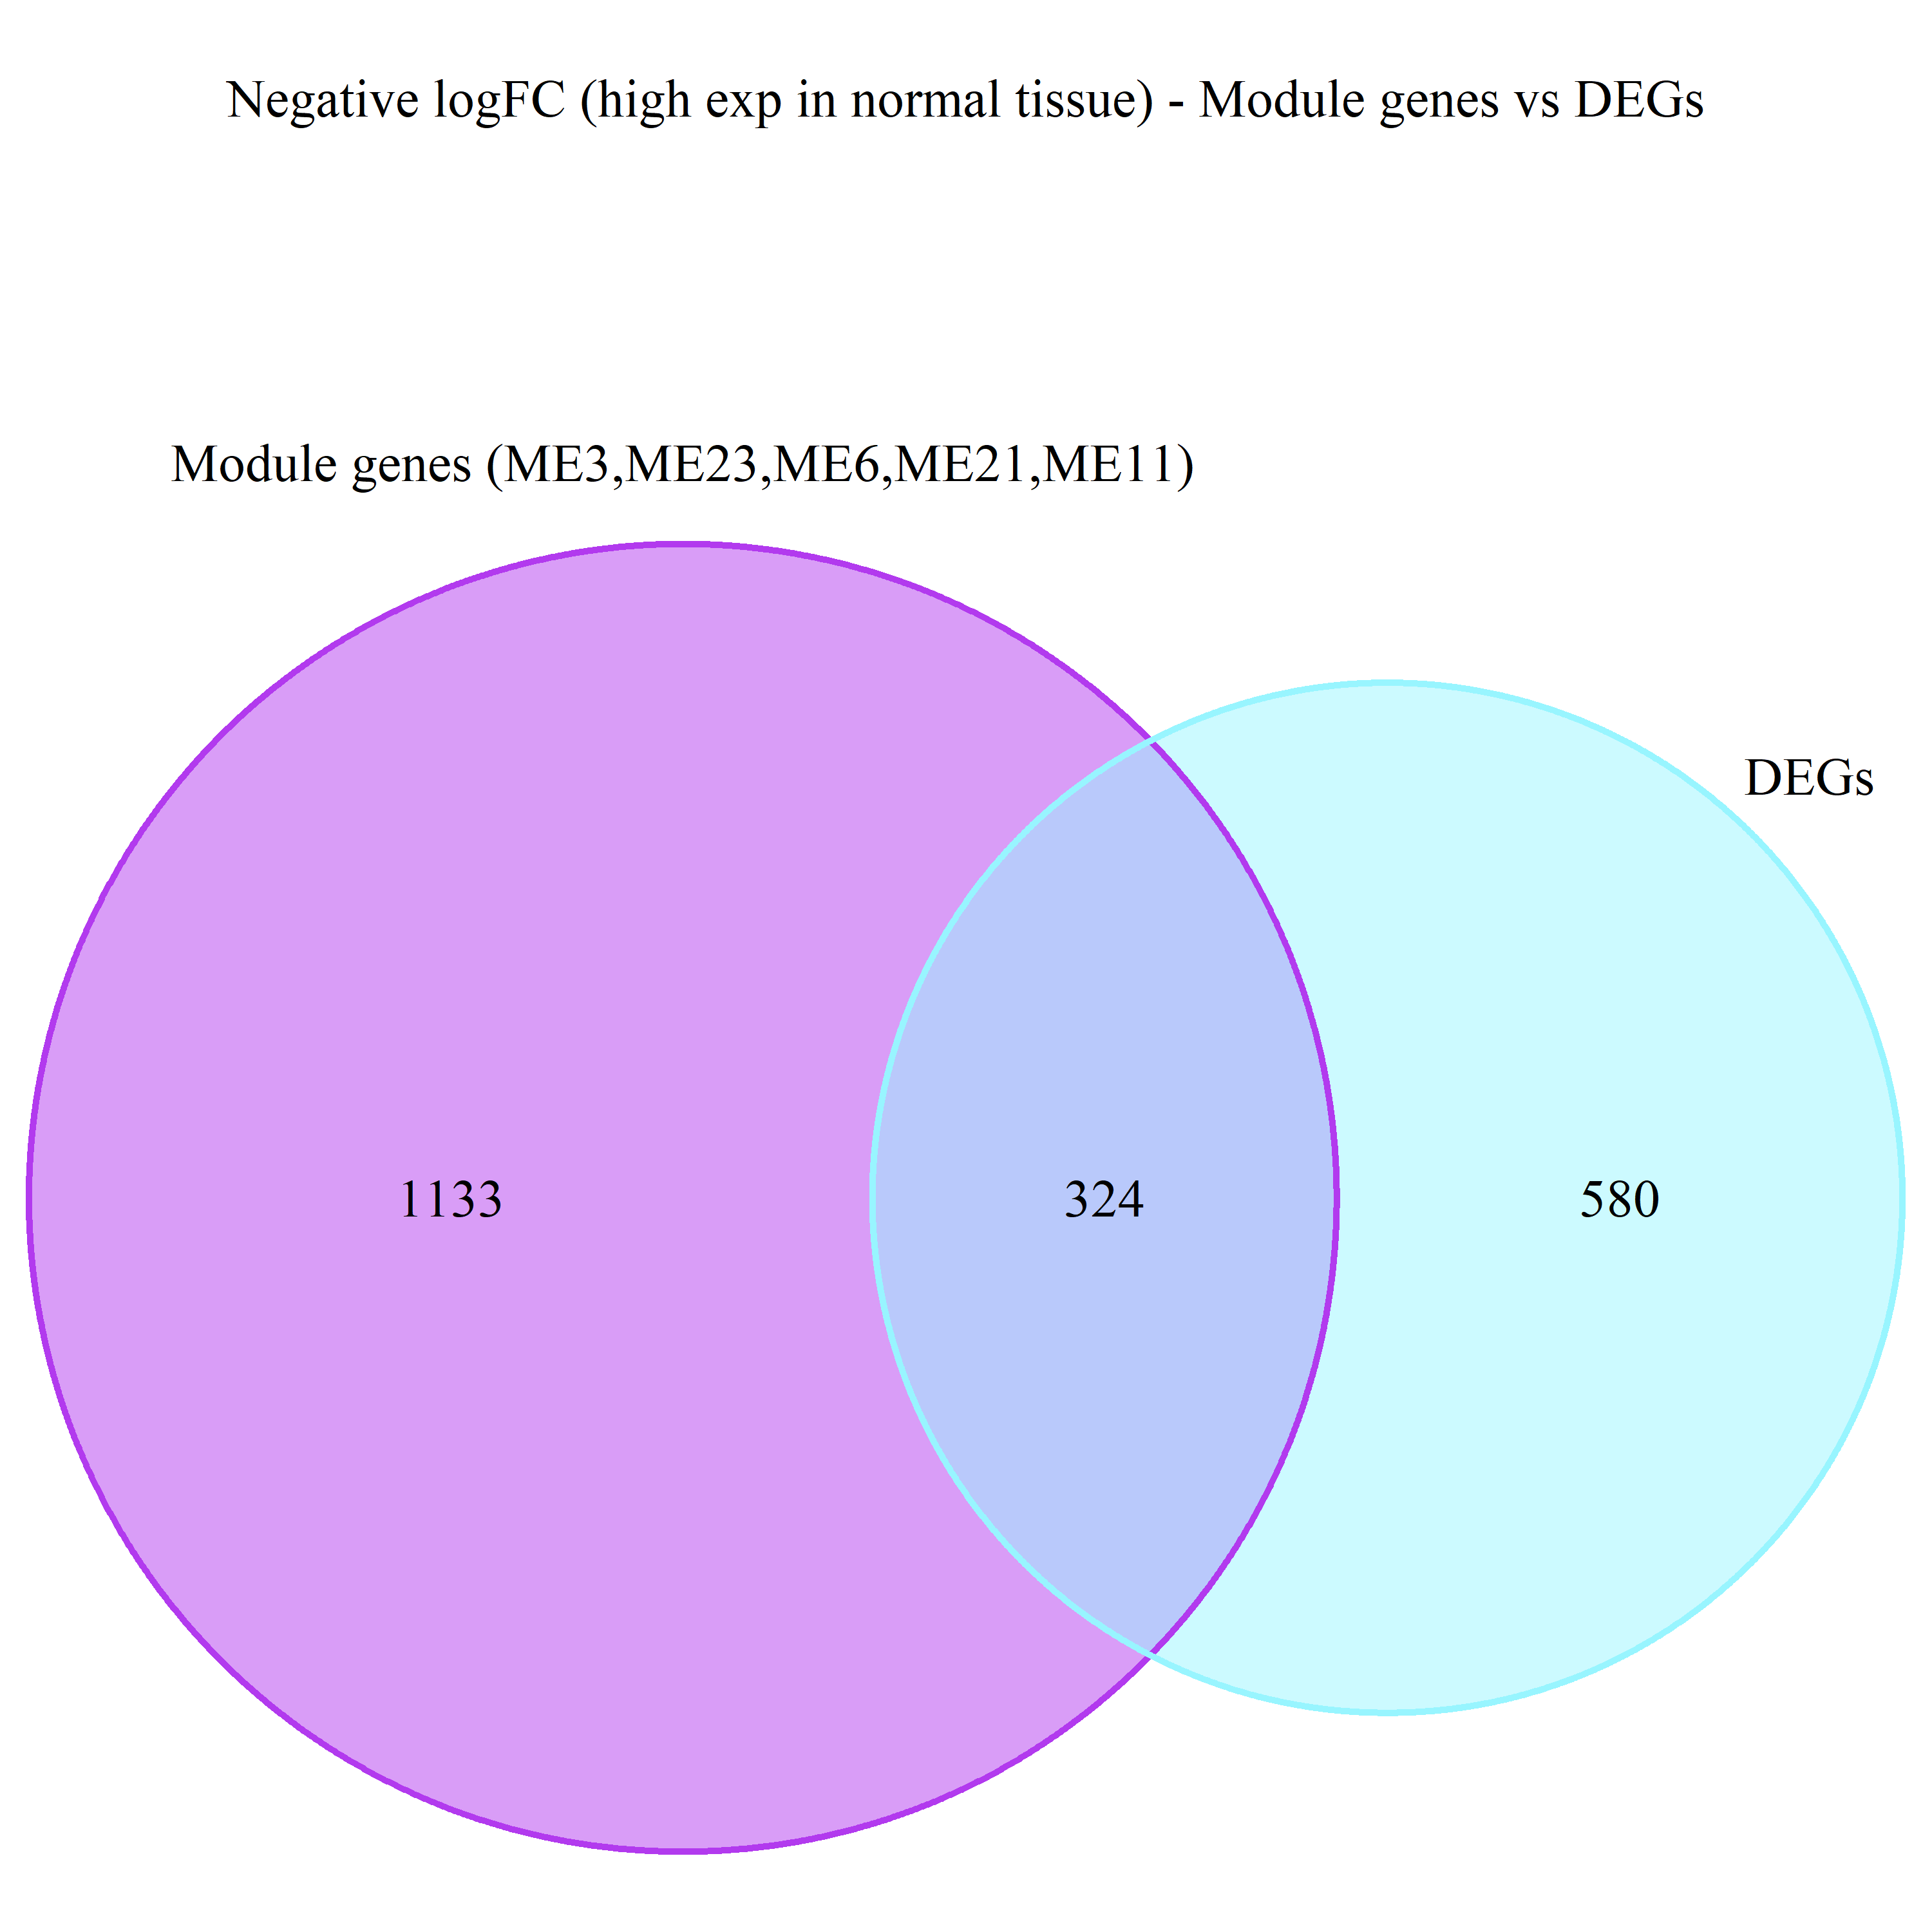 Negative logFC (high exp in normal tissue) - Module genes vs DEGs
Module genes (ME3,ME23,ME6,ME21,ME11)
DEGs
1133
324
580